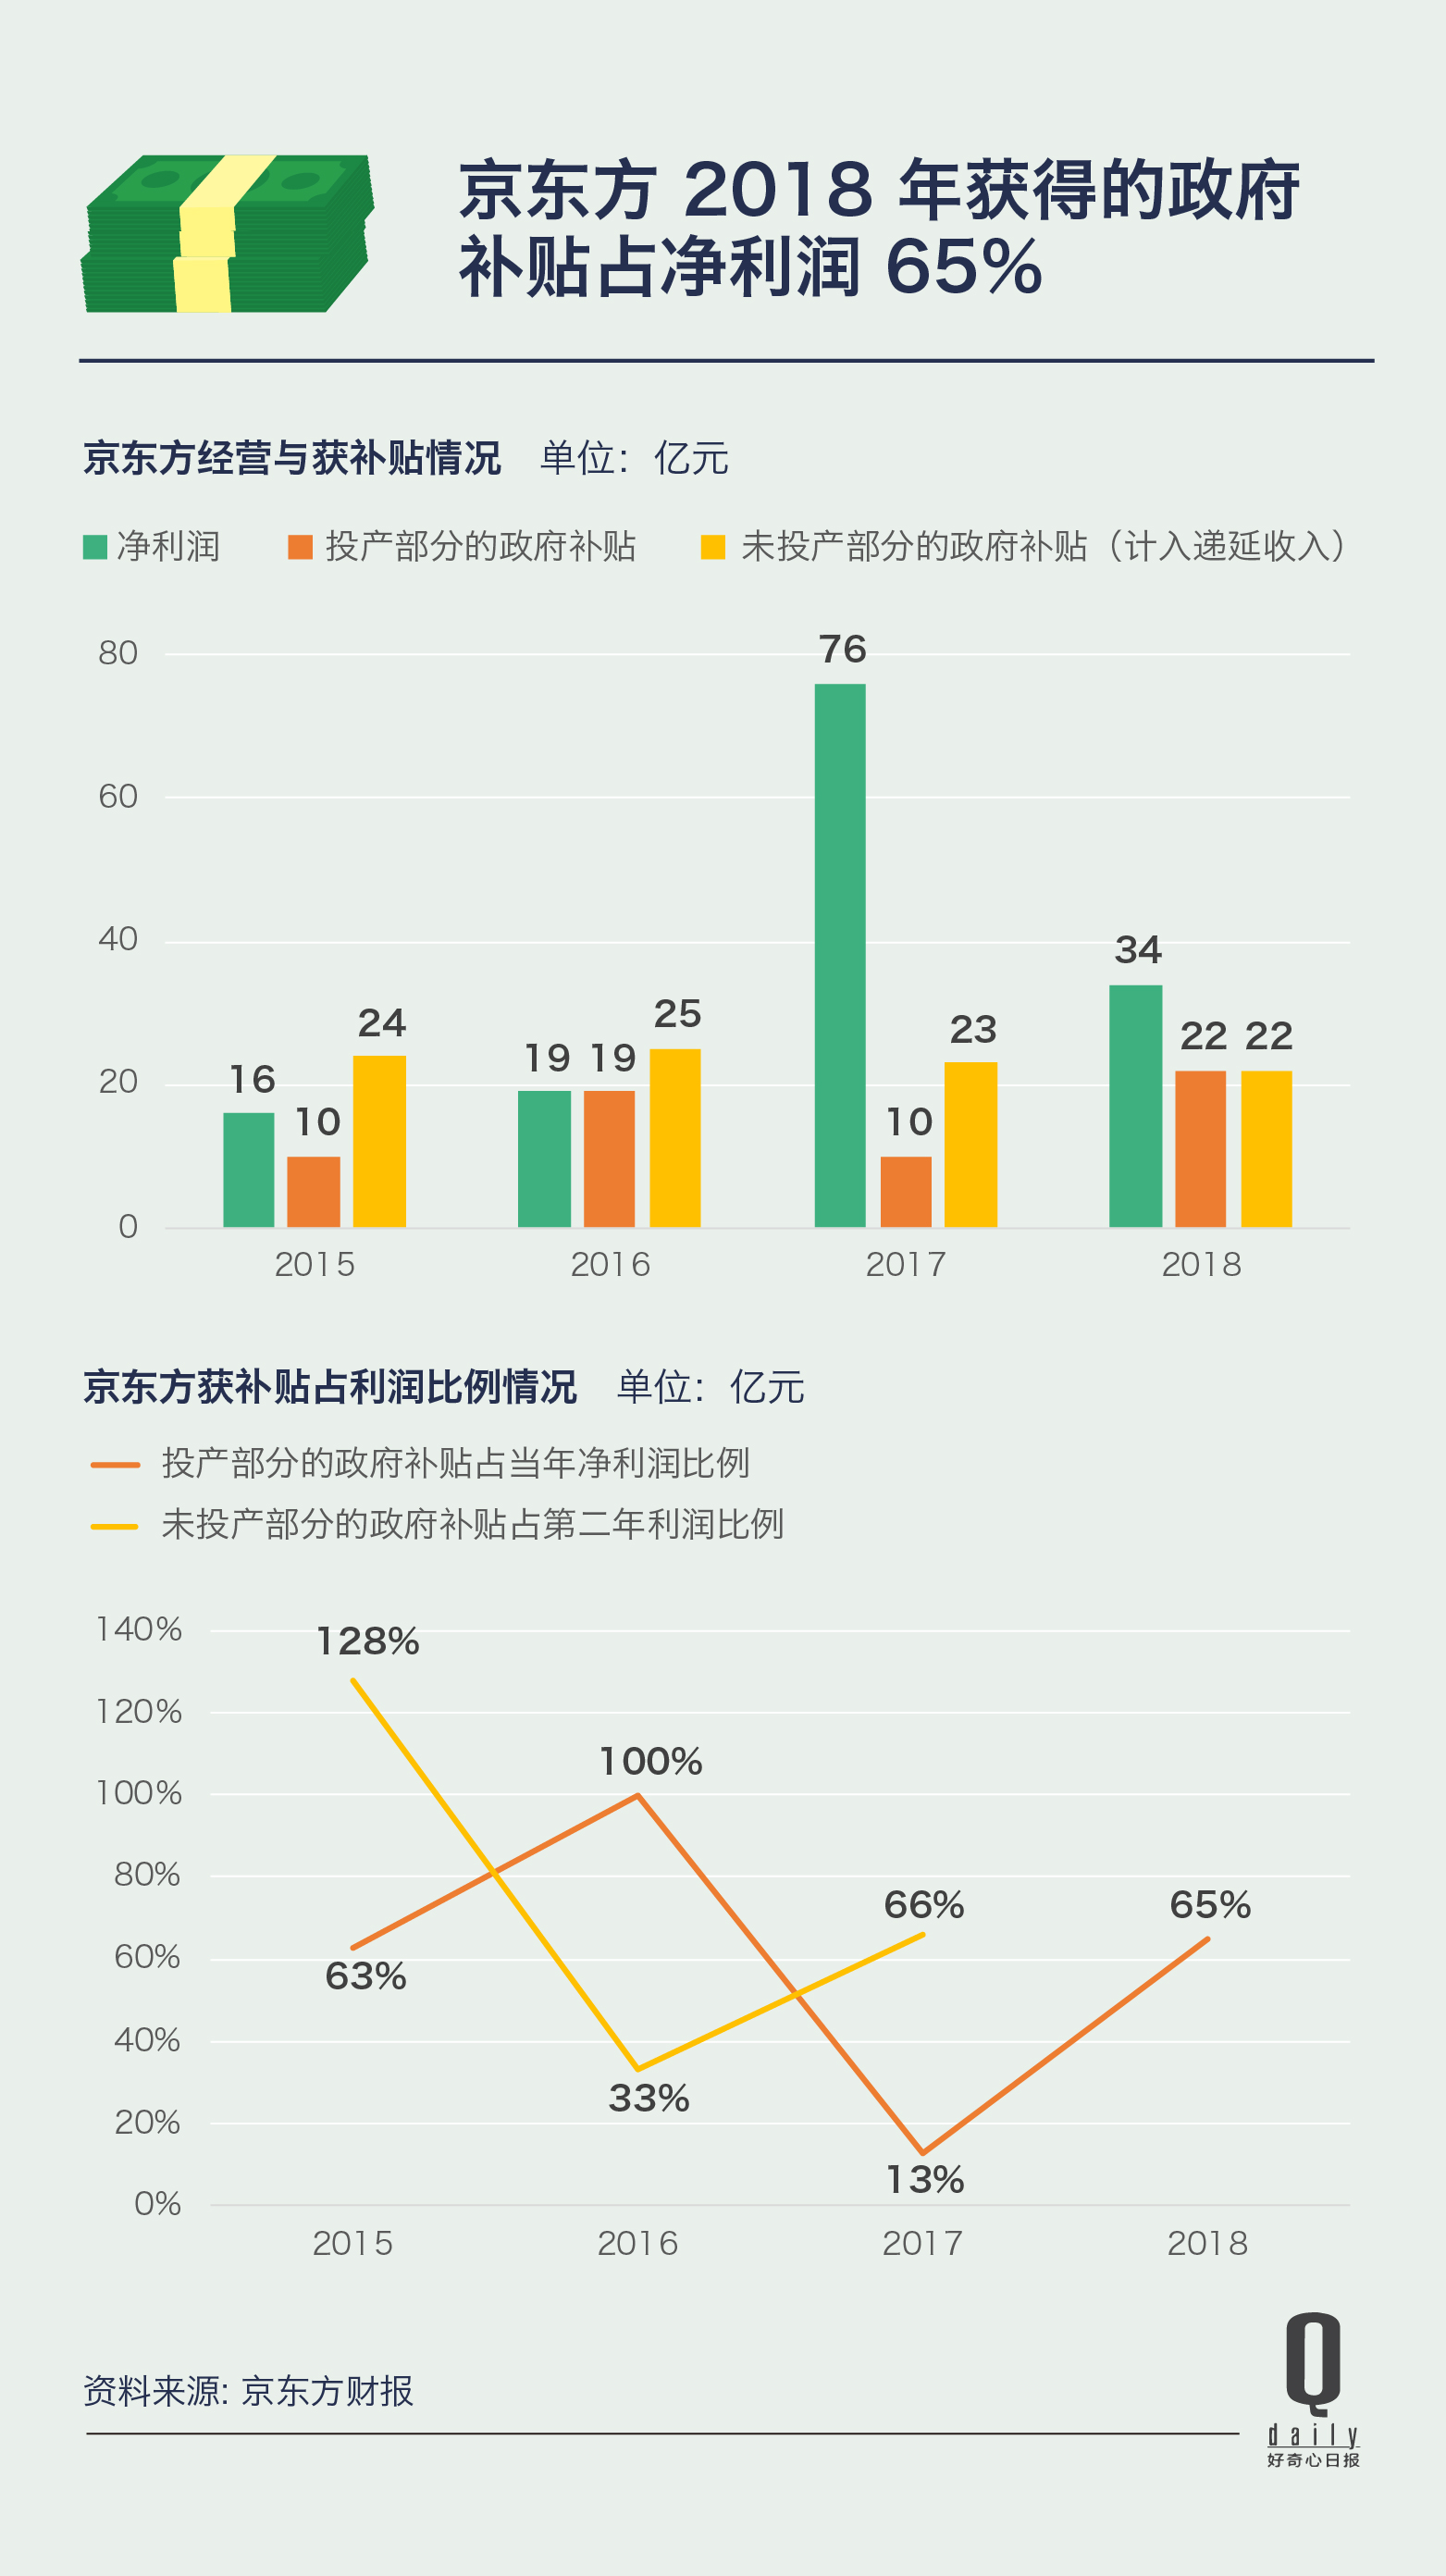 京东方 2018 年获得的政府
补贴占净利润 65%
京东方经营与获补贴情况 单位：亿元
净利润 投产部分的政府补贴 未投产部分的政府补贴（计入递延收入）
80
60
40
20
0
76
34
24
25
23
22 22
16
19 19
10
10
2015 2016 2017 2018
京东方获补贴占利润比例情况 单位：亿元
投产部分的政府补贴占当年净利润比例
未投产部分的政府补贴占第二年利润比例
140%
120%
100%
80%
60%
40%
20%
0%
128%
100%
66%
65%
63%
33%
13%
2015 2016 2017 2018
资料来源: 京东方财报
Q
daily
好奇心日报